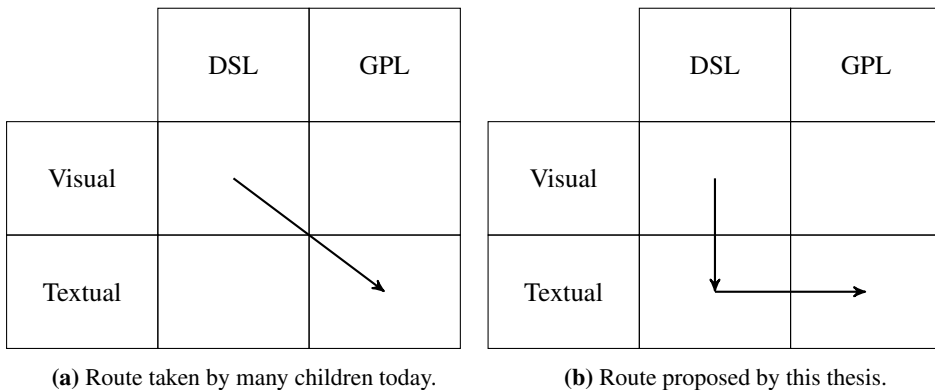 DSL GPL
Visual
Textual
(a) Route taken by many children today.
DSL GPL
Visual
Textual
(b) Route proposed by this thesis.